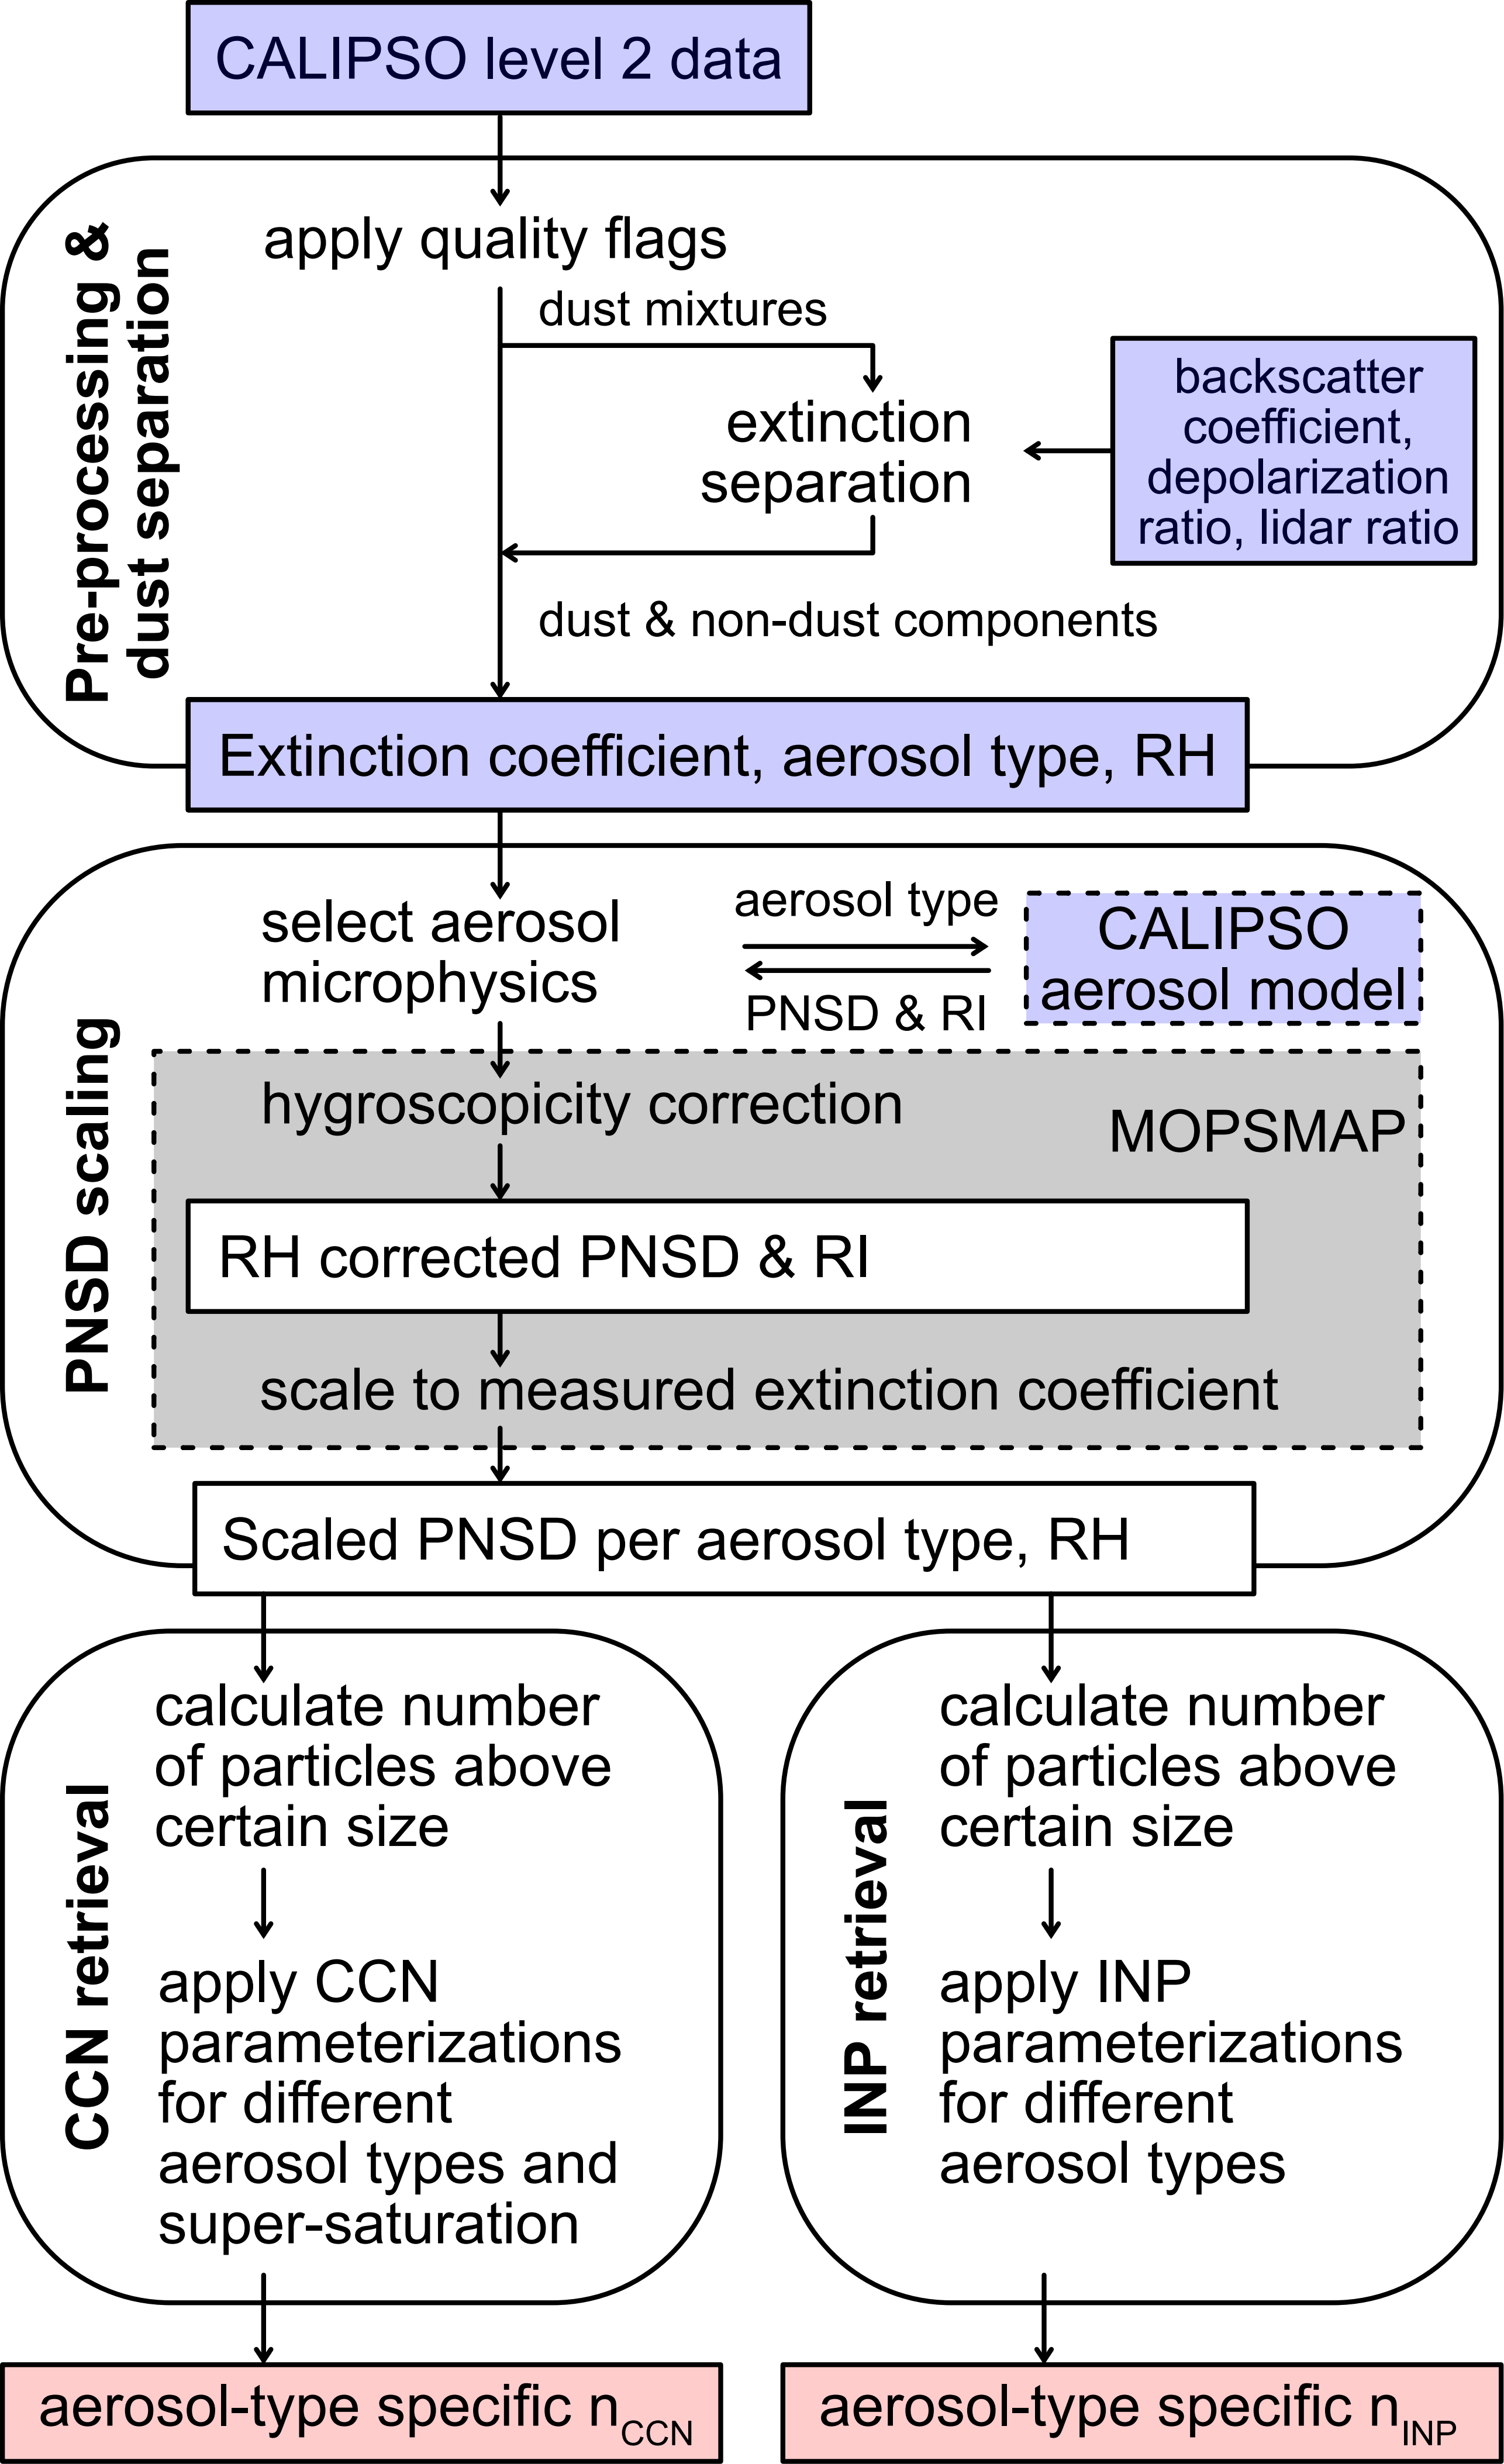 CALIPSO level 2 data
Pre-processing &
dust separation
apply quality flags
dust mixtures
extinction
separation
backscatter
coefficient,
depolarization
ratio, lidar ratio
dust & non-dust components
Extinction coefficient, aerosol type, RH
PNSD scaling
select aerosol
microphysics
aerosol type
PNSD & RI
CALIPSO
aerosol model
hygroscopicity correction
MOPSMAP
RH corrected PNSD & RI
scale to measured extinction coefficient
Scaled PNSD per aerosol type, RH
CCN retrieval
calculate number
of particles above
certain size
apply CCN
parameterizations
for different
aerosol types and
super-saturation
aerosol-type specific n_CCN
INP retrieval
calculate number
of particles above
certain size
apply INP
parameterizations
for different
aerosol types
aerosol-type specific n_INP